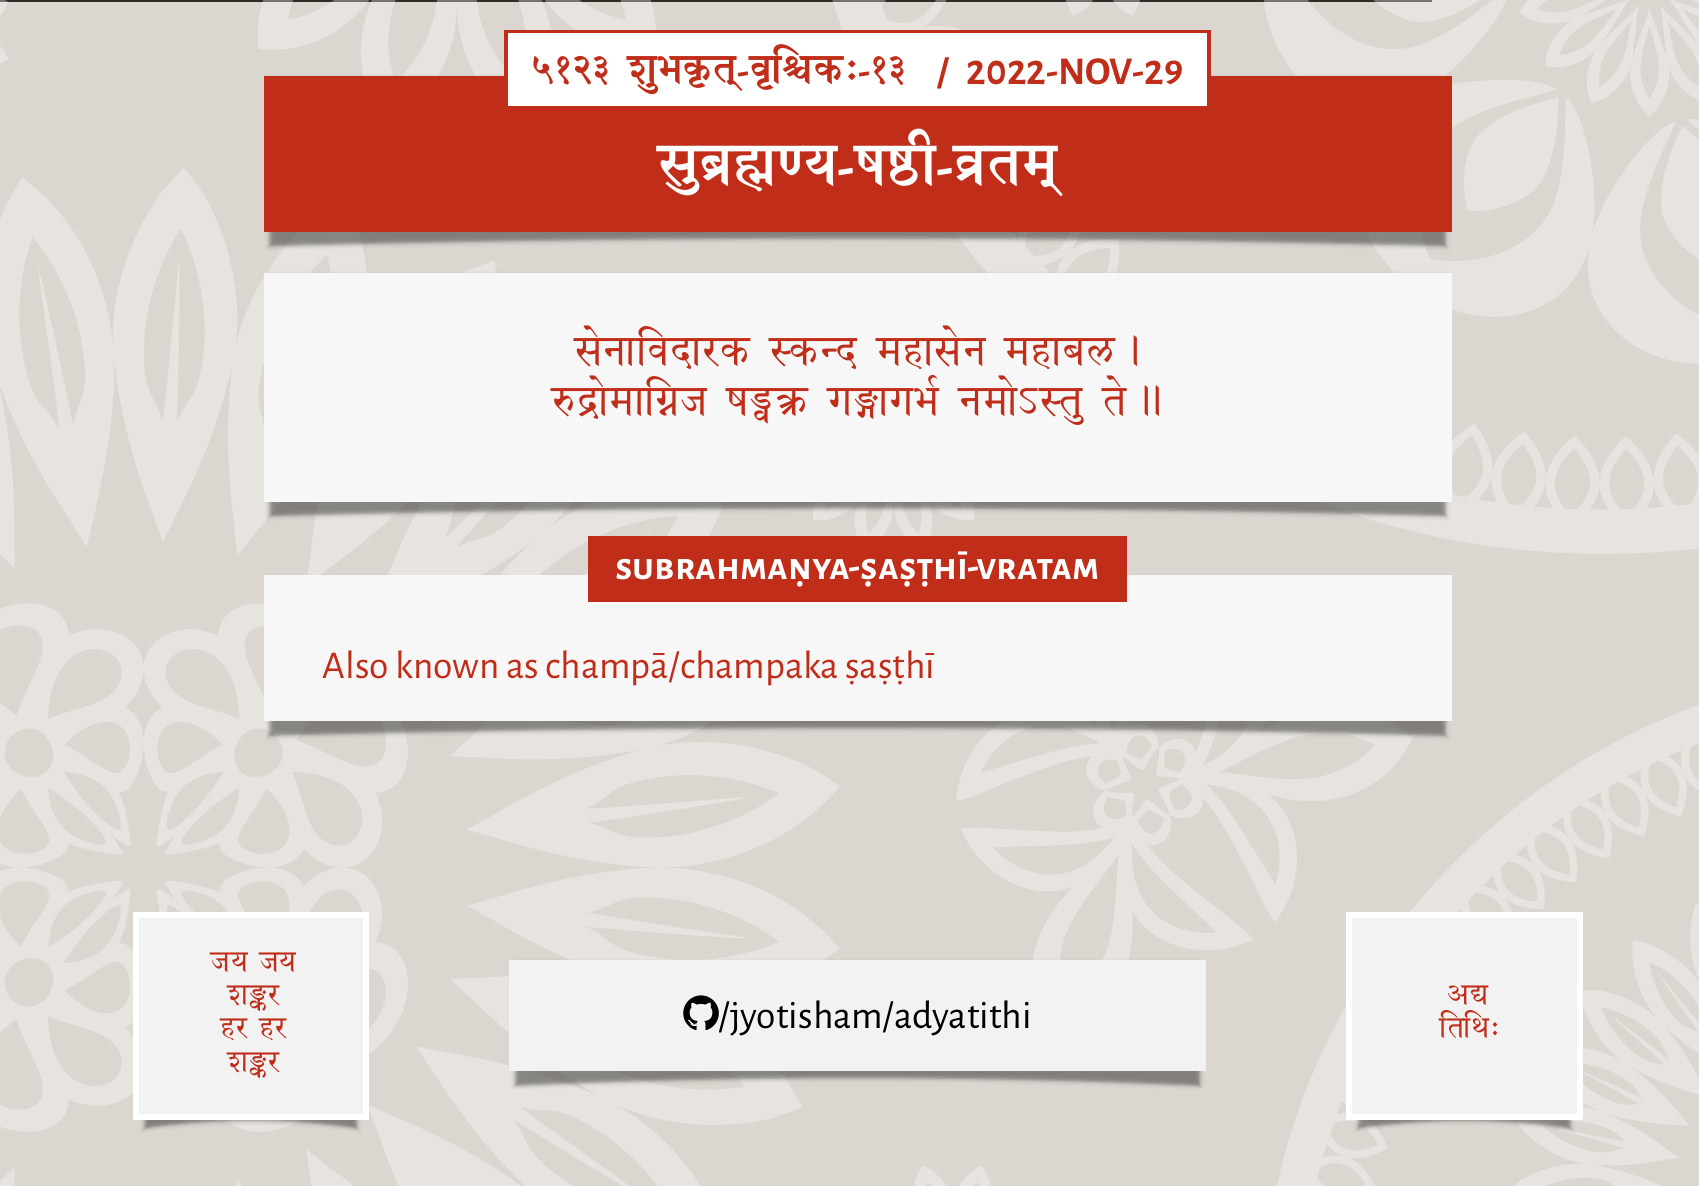 ५१२३ शुभकृत्-वृश्चिकः-१३ / 2022-NOV-29
सुब्रह्मण्य-षष्ठी-व्रतम्
सेनाविदारक स्कन्द महासेन महाबल ।
रुद्रोमाग्निज षड्वक्र गङ्गागर्भ नमोऽस्तु ते ॥
SUBRAHMAṆYA-ṢAṢṬHĪ-VRATAM
Also known as champā/champaka ṣaṣṭhī
जय जय
शङ्कर
हर हर
शङ्कर
/jyotisham/adyatithi
अद्य
तिथिः